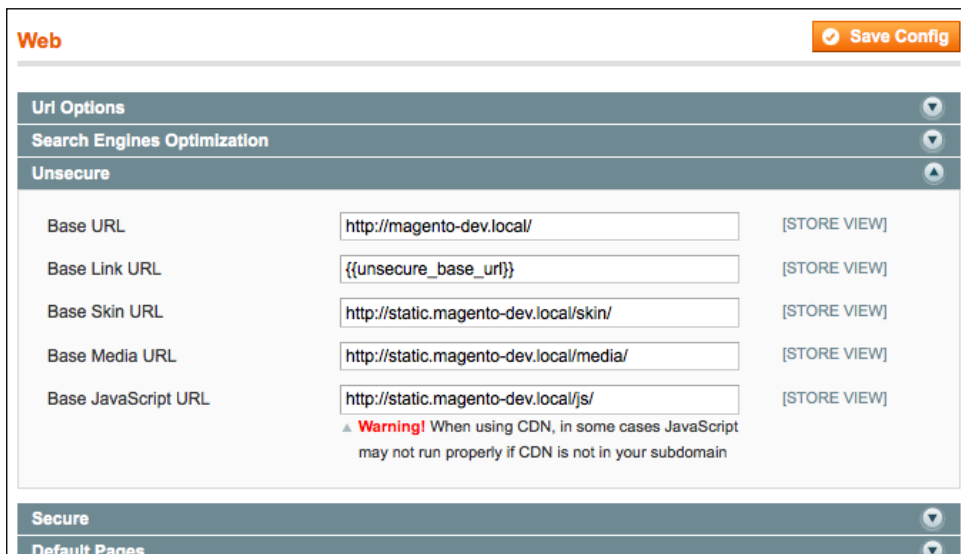 Web
Save Config
Url Options
Search Engines Optimization
Unsecure
Base URL http://magento-dev.local/ [STORE VIEW]
Base Link URL {{unsecure_base_url}} [STORE VIEW]
Base Skin URL http://static.magento-dev.local/skin/ [STORE VIEW]
Base Media URL http://static.magento-dev.local/media/ [STORE VIEW]
Base JavaScript URL http://static.magento-dev.local/js/ [STORE VIEW]
Warning! When using CDN, in some cases JavaScript
may not run properly if CDN is not in your subdomain
Secure
Default Pages